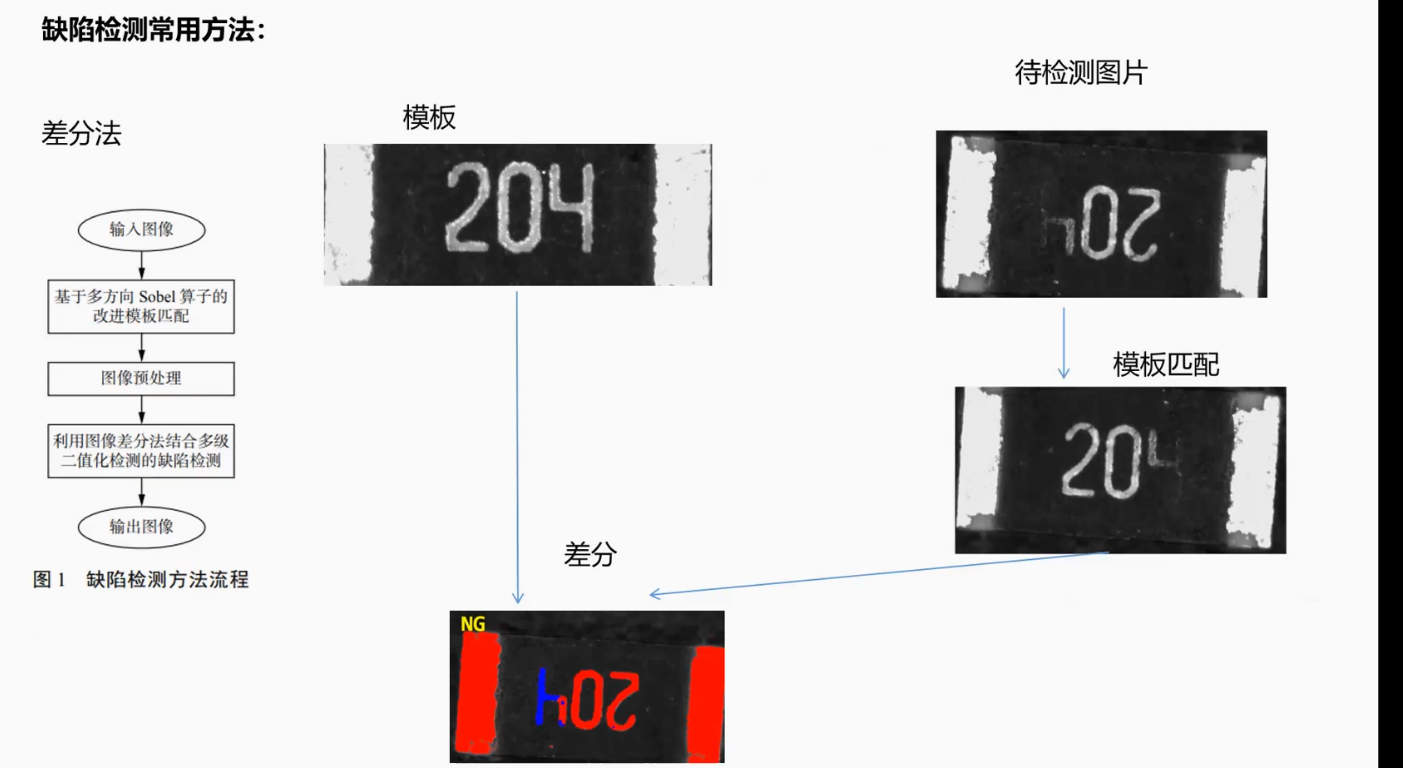 缺陷检测常用方法：
待检测图片
模板
差分法
204
204
输入图像
基于多方向 Sobel 算子的
改进模板匹配
图像预处理
利用图像差分法结合多级
二值化检测的缺陷检测
输出图像
图 1 缺陷检测方法流程
模板匹配
204
差分
NG
204